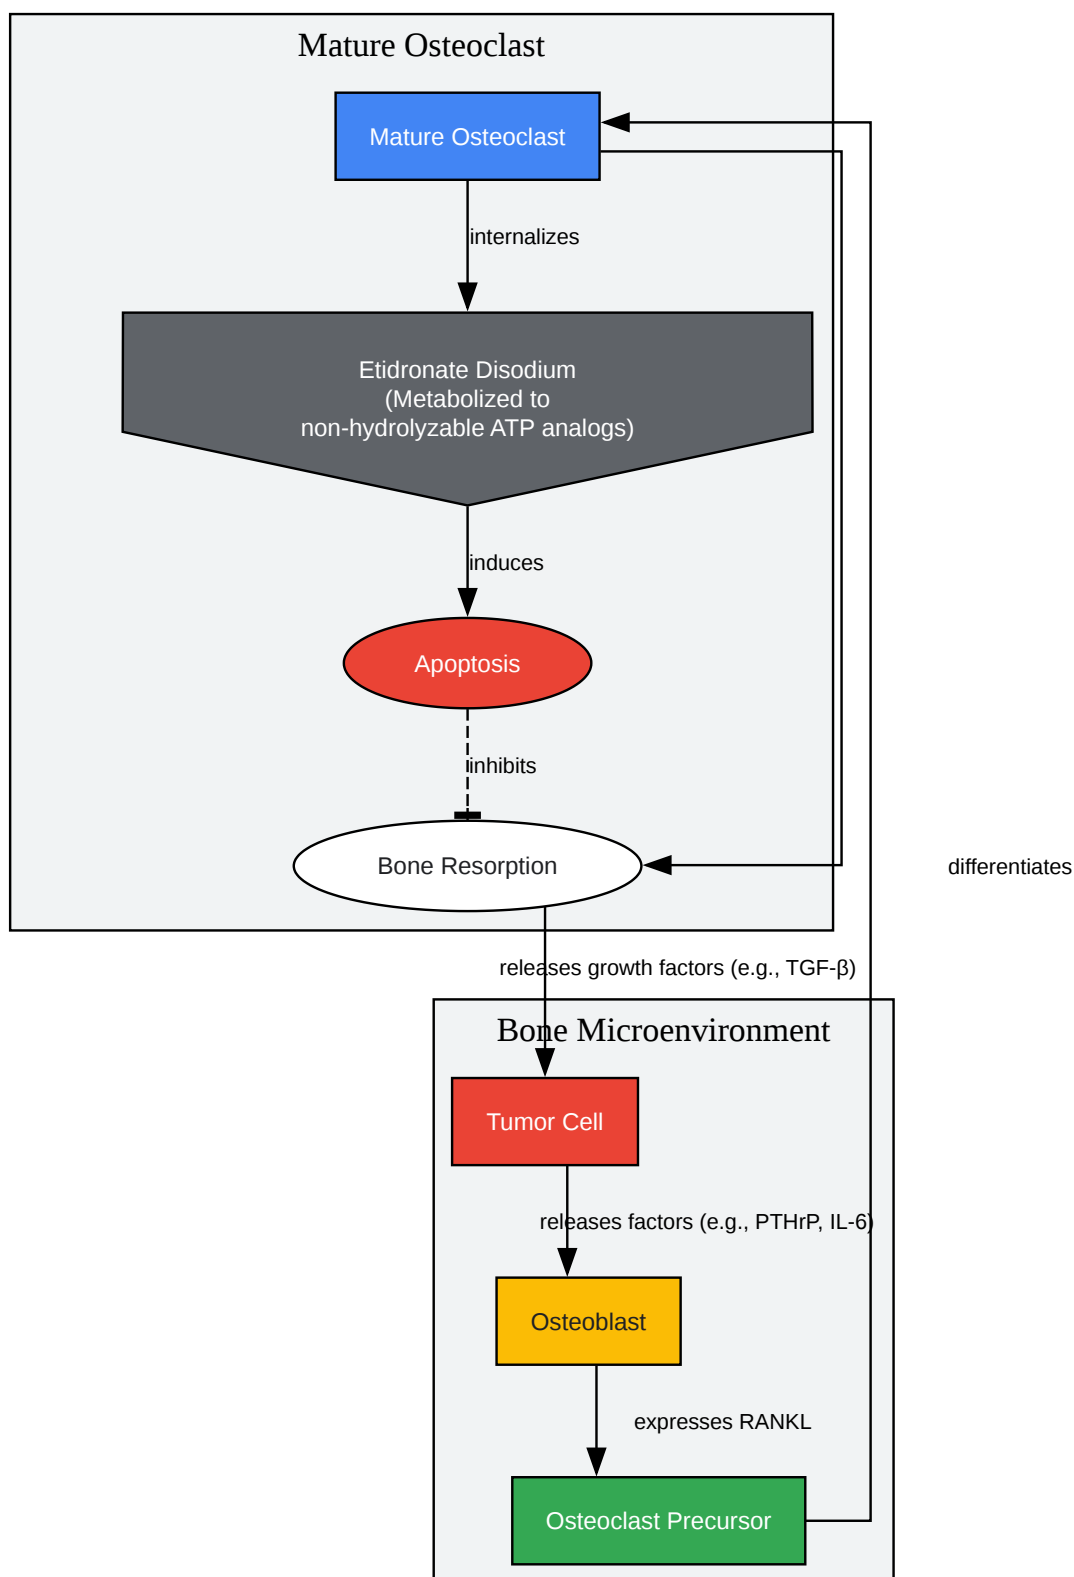 Mature Osteoclast
Mature Osteoclast
internalizes
Etidronate Disodium
(Metabolized to
non-hydrolyzable ATP analogs)
induces
Apoptosis
inhibits
Bone Resorption
differentiates
releases growth factors (e.g., TGF-β)
Bone Microenvironment
Tumor Cell
releases factors (e.g., PTHrP, IL-6)
Osteoblast
expresses RANKL
Osteoclast Precursor